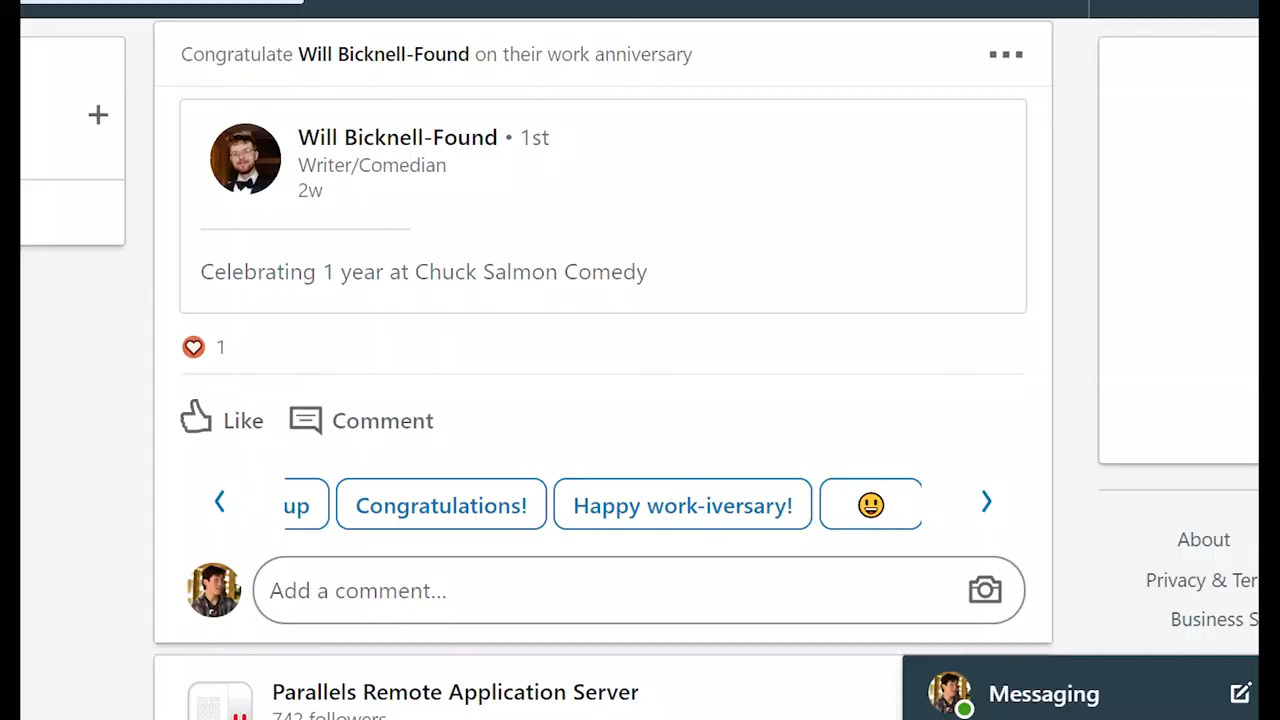 Congratulate Will Bicknell-Found on their work anniversary
Will Bicknell-Found • 1st
Writer/Comedian
2w
Celebrating 1 year at Chuck Salmon Comedy
1
Like Comment
up Congratulations! Happy work-iversary!
Add a comment...
About
Privacy & Ter
Business S
Parallels Remote Application Server
742 followers
Messaging